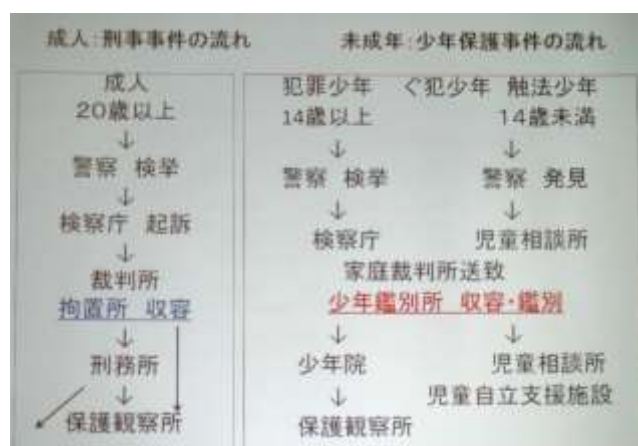 成人:刑事事件の流れ
成人
20歳以上
↓
警察 検挙
↓
検察庁 起訴
↓
裁判所
拘置所 収容
↓
刑務所
↓
保護観察所
未成年:少年保護事件の流れ
犯罪少年 ぐ犯少年 触法少年
14歳以上 14歳未満
↓ ↓
警察 検挙 警察 発見
↓ ↓
検察庁 児童相談所
家庭裁判所送致
少年鑑別所 収容・鑑別
↓ ↓
少年院 児童相談所
↓ 児童自立支援施設
保護観察所